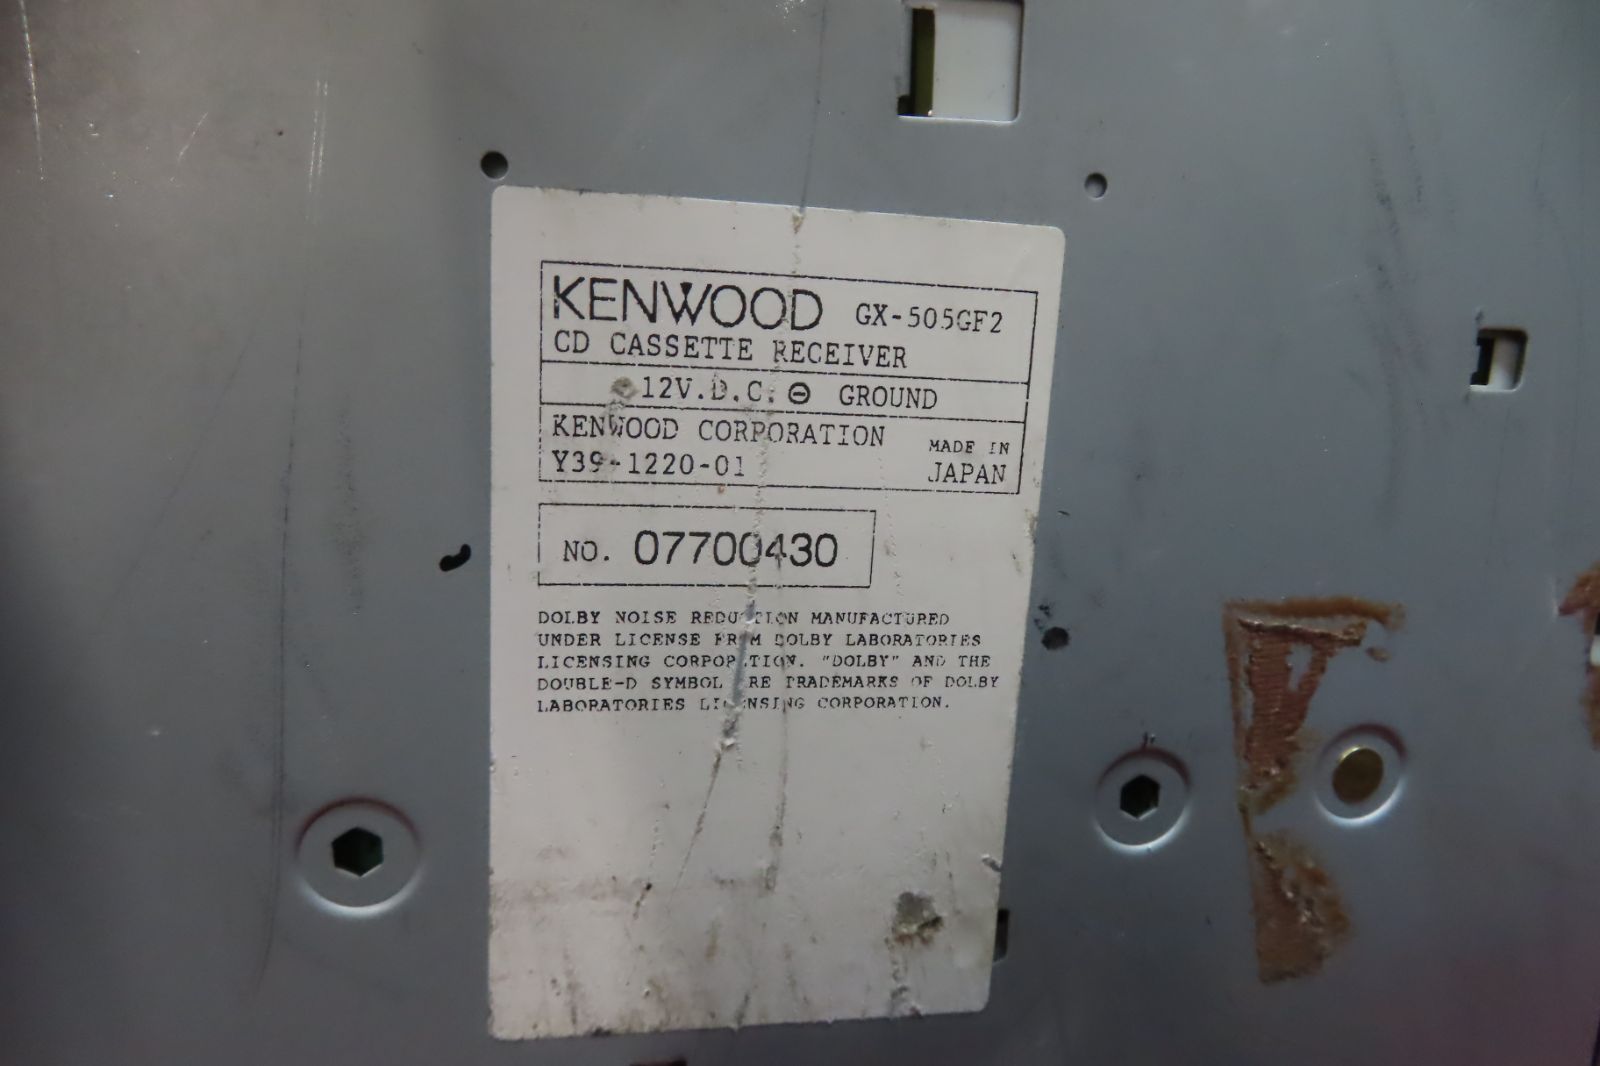 KENWOOD GX-505GF2
CD CASSETTE RECEIVER
12V.D.C. ⊖ GROUND
KENWOOD CORPORATION
MADE IN
Y39-1220-01
JAPAN
NO. 07700430
DOLBY NOISE REDUCTION MANUFACTURED
UNDER LICENSE FROM DOLBY LABORATORIES
LICENSING CORPORATION. "DOLBY" AND THE
DOUBLE-D SYMBOL ARE TRADEMARKS OF DOLBY
LABORATORIES LICENSING CORPORATION.